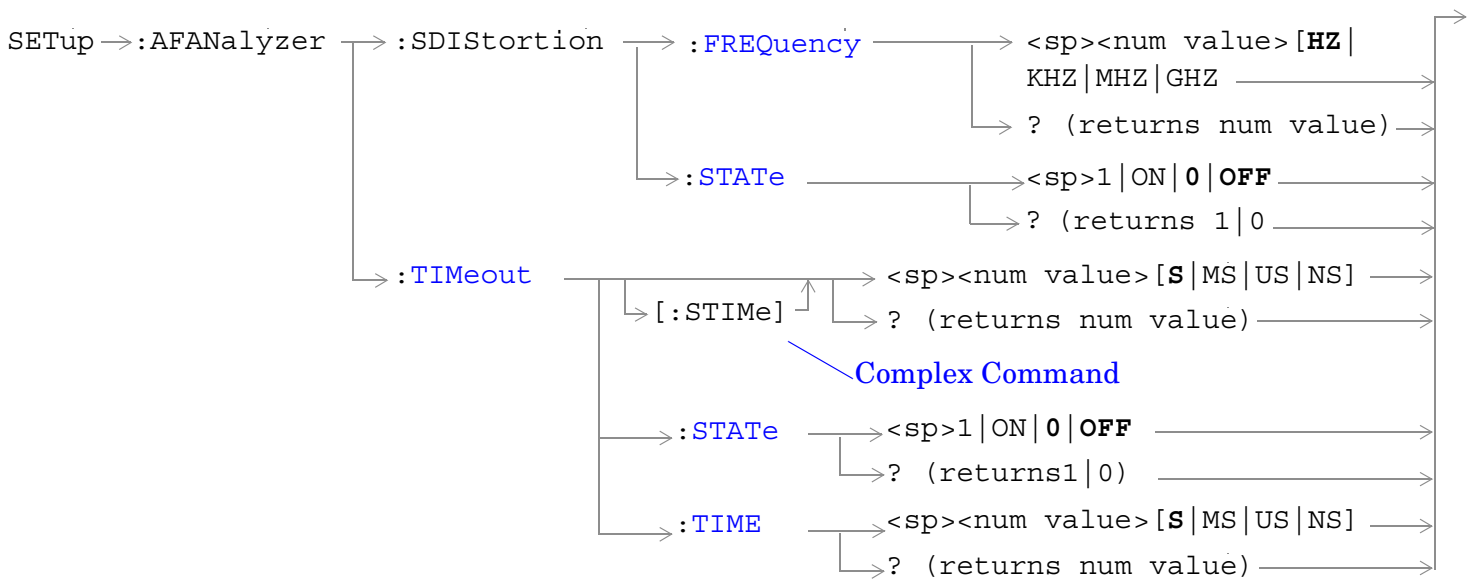 SETup :AFANalyzer :SDIStortion :FREQuency <sp><num value>[HZ|
KHZ|MHZ|GHZ
? (returns num value)
:STATe <sp>1|ON|0|OFF
? (returns 1|0
:TIMeout <sp><num value>[S|MS|US|NS]
[:STIMe] ? (returns num value)
Complex Command
:STATe <sp>1|ON|0|OFF
? (returns1|0)
:TIME <sp><num value>[S|MS|US|NS]
? (returns num value)